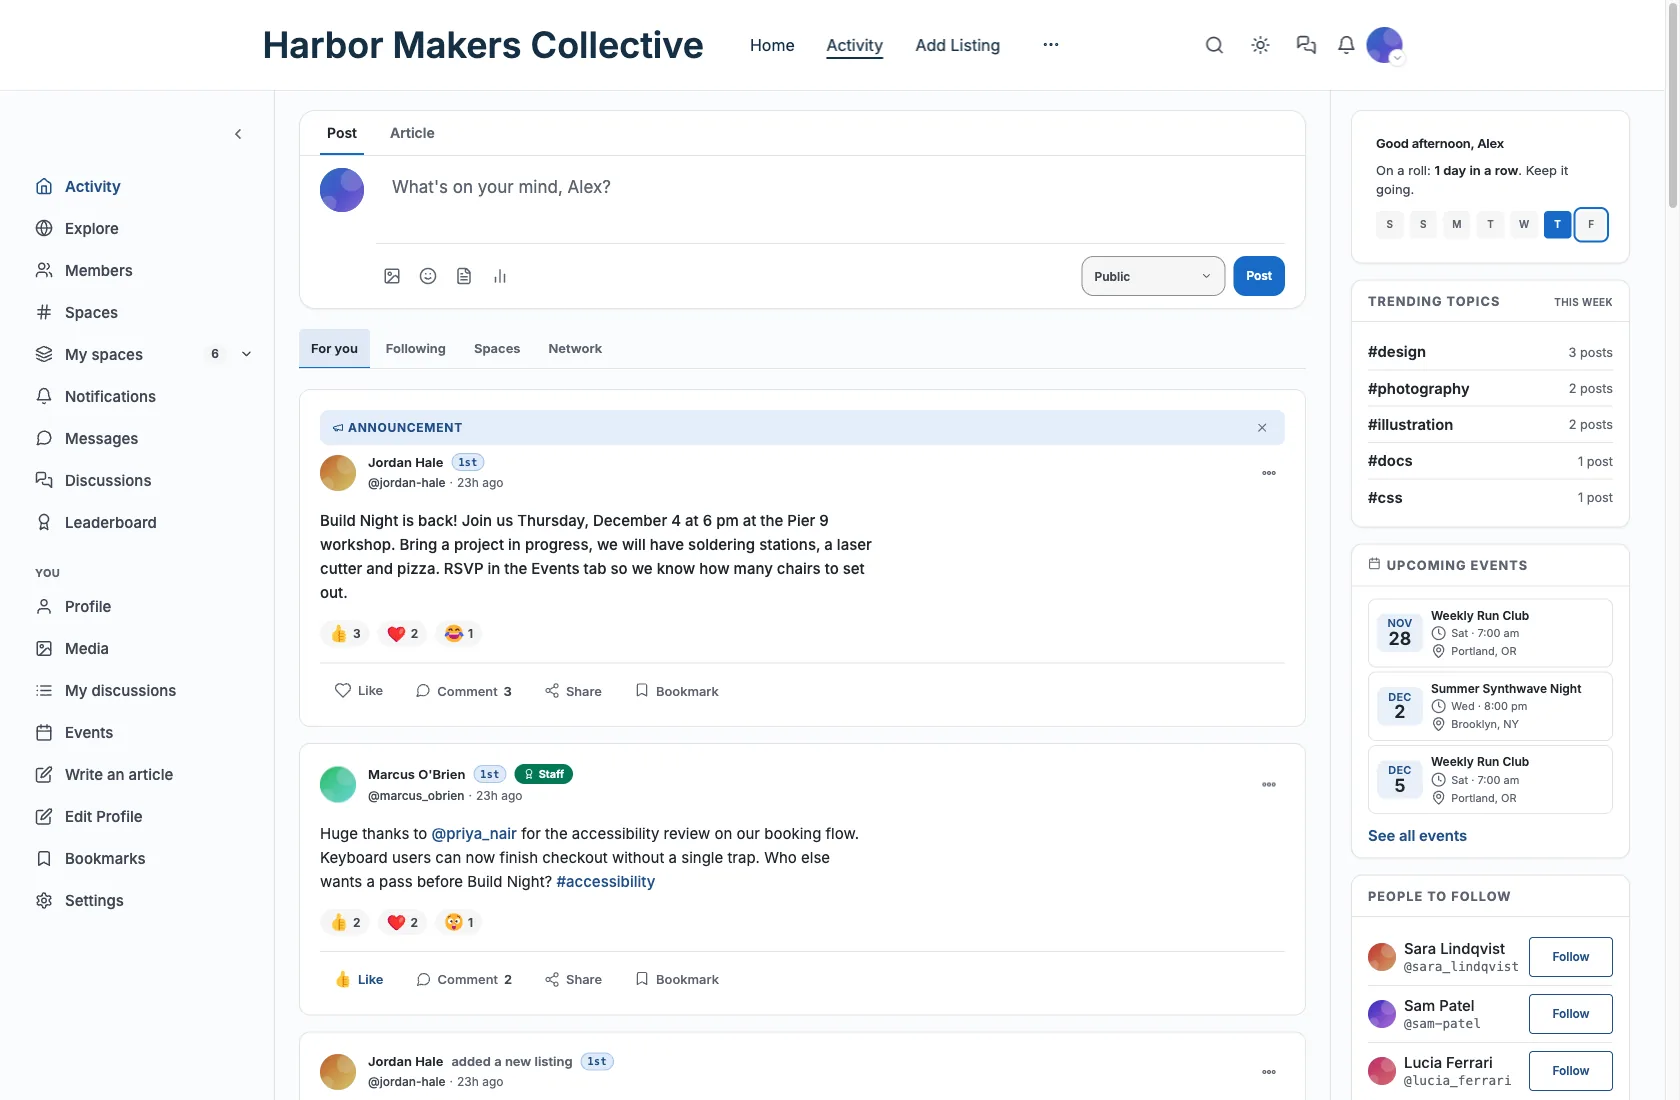 Harbor Makers Collective
Home
Activity
Add Listing
Activity
Explore
Members
Spaces
My spaces 6
Notifications
Messages
Discussions
Leaderboard
YOU
Profile
Media
My discussions
Events
Write an article
Edit Profile
Bookmarks
Settings
Post
Article
What's on your mind, Alex?
Public
Post
For you
Following
Spaces
Network
ANNOUNCEMENT
Jordan Hale 1st
@jordan-hale · 23h ago
Build Night is back! Join us Thursday, December 4 at 6 pm at the Pier 9
workshop. Bring a project in progress, we will have soldering stations, a laser
cutter and pizza. RSVP in the Events tab so we know how many chairs to set
out.
3 2 1
Like Comment 3 Share Bookmark
Marcus O'Brien 1st Staff
@marcus_obrien · 23h ago
Huge thanks to @priya_nair for the accessibility review on our booking flow.
Keyboard users can now finish checkout without a single trap. Who else
wants a pass before Build Night? #accessibility
2 2 1
Like Comment 2 Share Bookmark
Jordan Hale added a new listing 1st
@jordan-hale · 23h ago
Good afternoon, Alex
On a roll: 1 day in a row. Keep it
going.
S S M T W T F
TRENDING TOPICS THIS WEEK
#design 3 posts
#photography 2 posts
#illustration 2 posts
#docs 1 post
#css 1 post
UPCOMING EVENTS
NOV
28
Weekly Run Club
Sat · 7:00 am
Portland, OR
DEC
2
Summer Synthwave Night
Wed · 8:00 pm
Brooklyn, NY
DEC
5
Weekly Run Club
Sat · 7:00 am
Portland, OR
See all events
PEOPLE TO FOLLOW
Sara Lindqvist
@sara_lindqvist
Follow
Sam Patel
@sam-patel
Follow
Lucia Ferrari
@lucia_ferrari
Follow